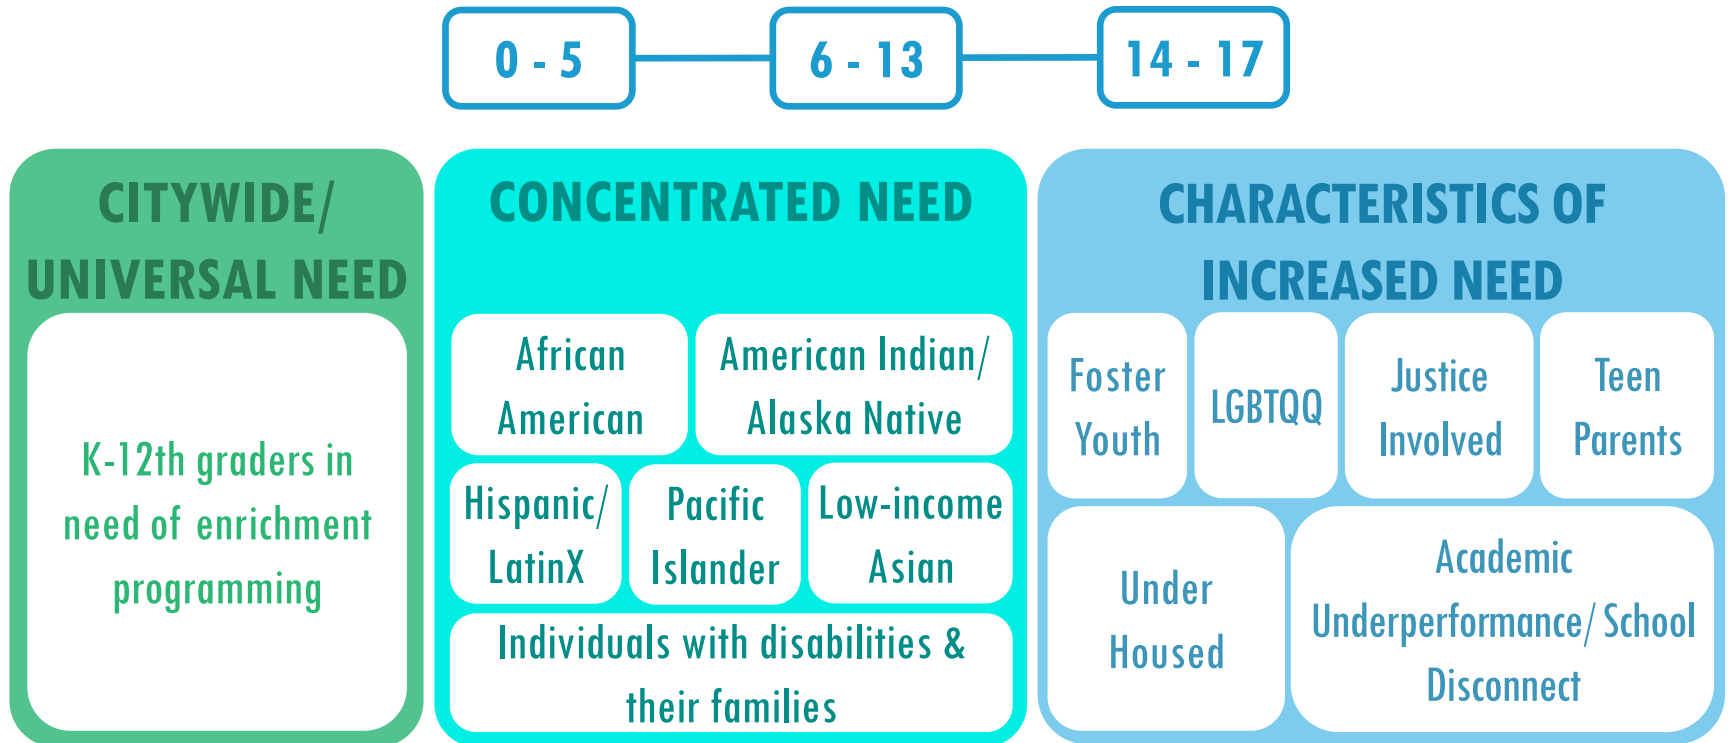 0 - 5
6 - 13
14 - 17
CITYWIDE/
UNIVERSAL NEED
K-12th graders in
need of enrichment
programming
CONCENTRATED NEED
African
American
American Indian/
Alaska Native
Hispanic/
LatinX
Pacific
Islander
Low-income
Asian
Individuals with disabilities &
their families
CHARACTERISTICS OF
INCREASED NEED
Foster
Youth
LGBTQQ
Justice
Involved
Teen
Parents
Under
Housed
Academic
Underperformance/ School
Disconnect